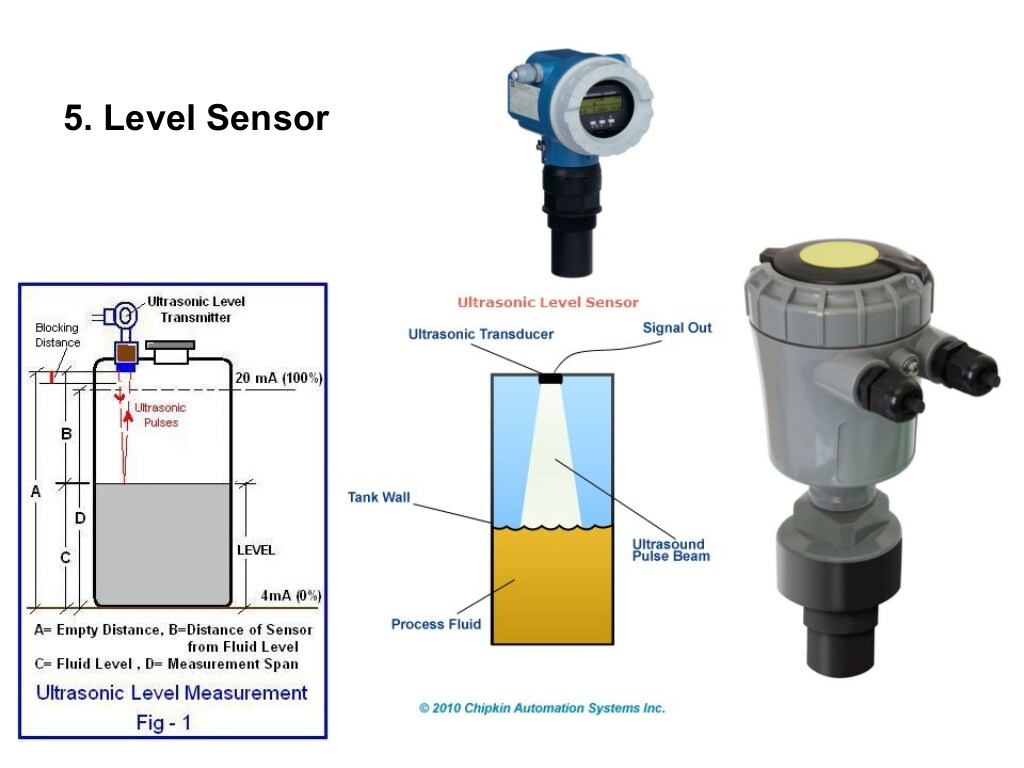 5. Level Sensor
Ultrasonic Level Sensor
Ultrasonic Transducer
Signal Out
Tank Wall
Ultrasound
Pulse Beam
Process Fluid
© 2010 Chipkin Automation Systems Inc.
Ultrasonic Level
Transmitter
Blocking
Distance
20 mA (100%)
Ultrasonic
Pulses
B
A
D
C
LEVEL
4mA (0%)
A= Empty Distance, B=Distance of Sensor
from Fluid Level
C= Fluid Level , D= Measurement Span
Ultrasonic Level Measurement
Fig - 1